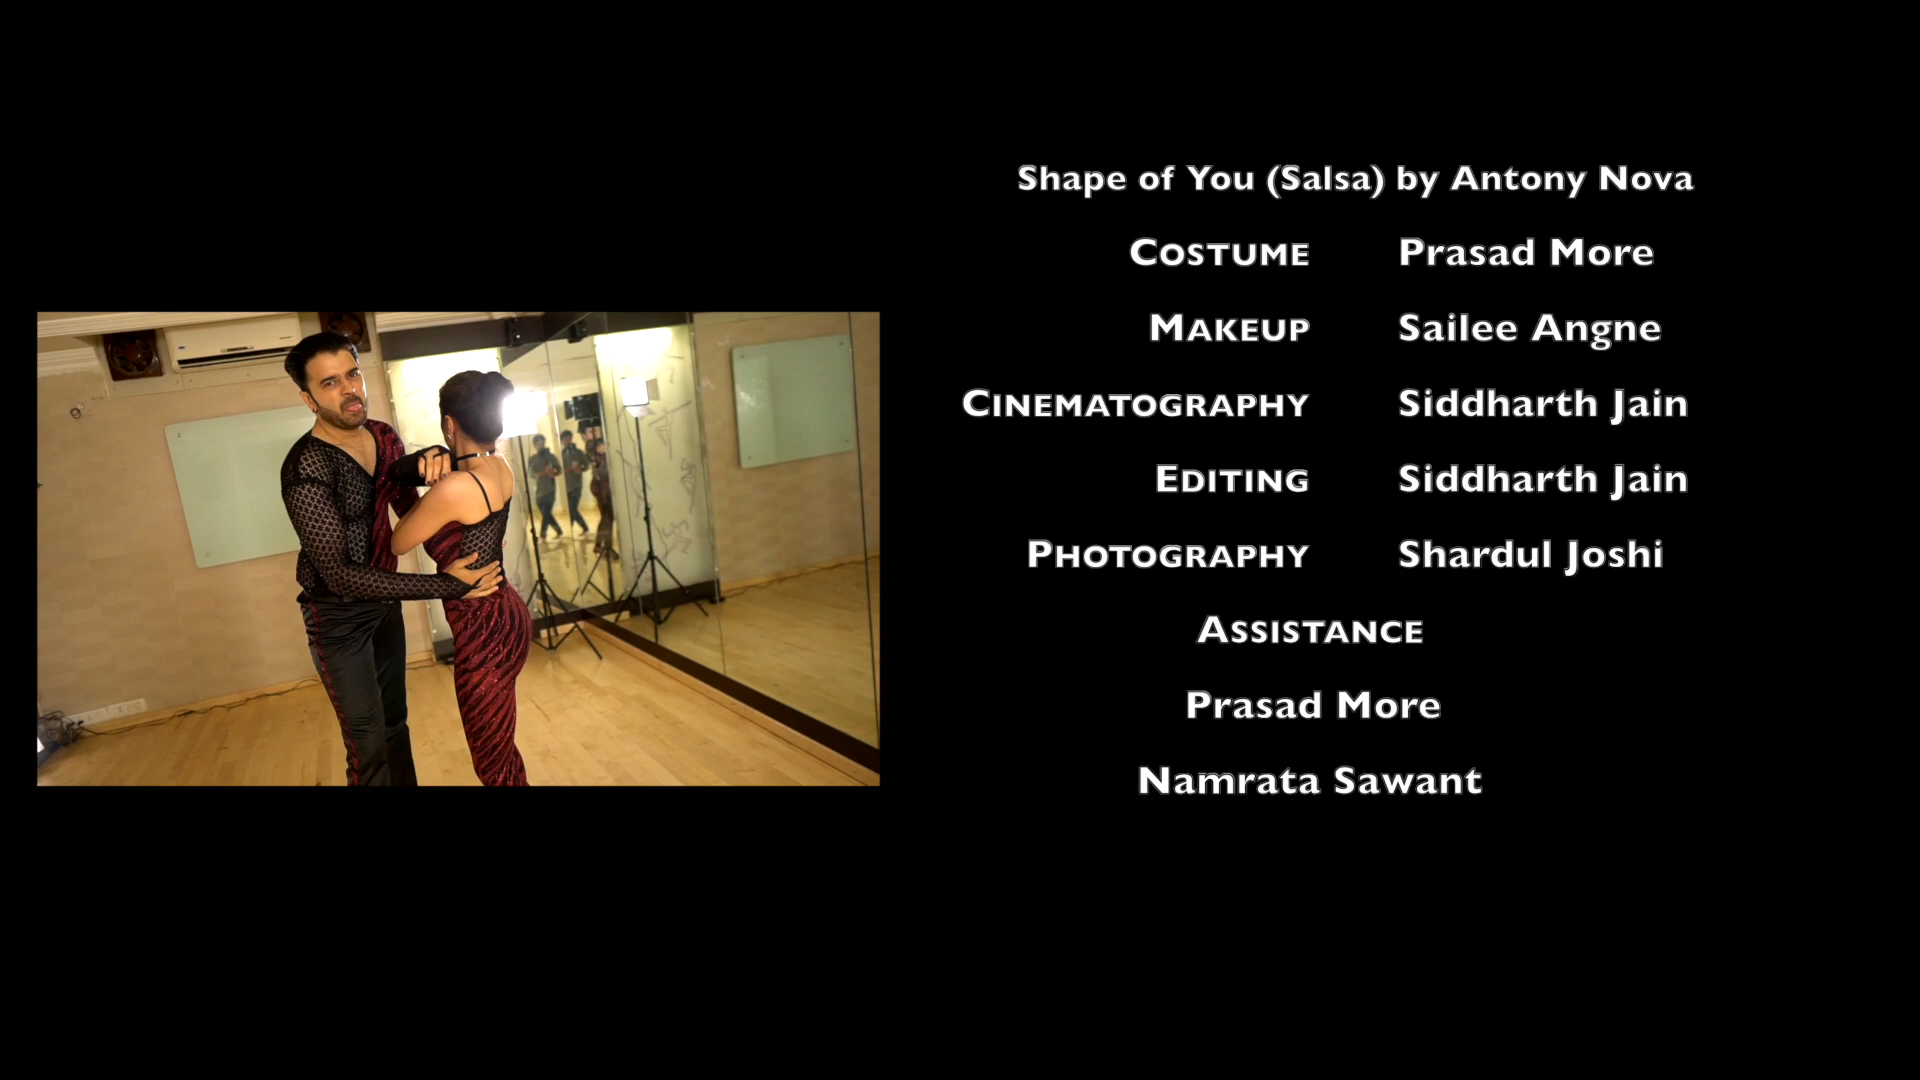 Shape of You (Salsa) by Antony Nova
COSTUME Prasad More
MAKEUP Sailee Angne
CINEMATOGRAPHY Siddharth Jain
EDITING Siddharth Jain
PHOTOGRAPHY Shardul Joshi
ASSISTANCE
Prasad More
Namrata Sawant